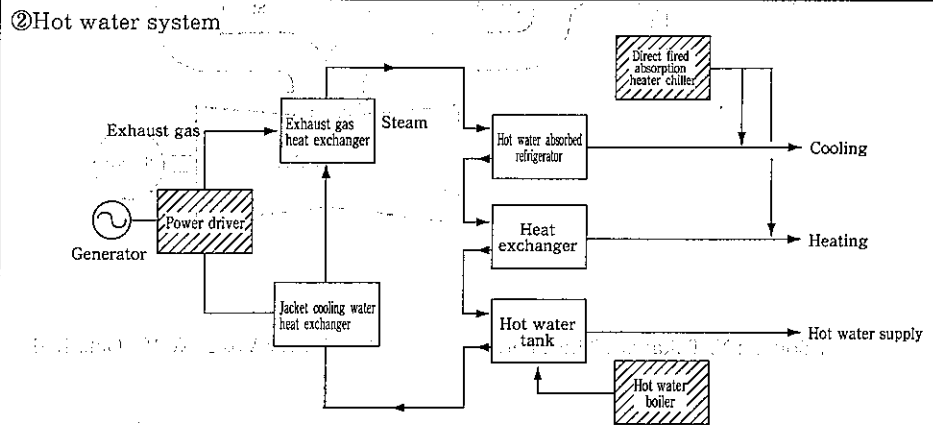 ②Hot water system
Direct fired
absorption
heater chiller
Exhaust gas
Exhaust gas
heat exchanger
Steam
Hot water absorbed
refrigerator
Cooling
Power driver
Generator
Heat
exchanger
Heating
Jacket cooling water
heat exchanger
Hot water
tank
Hot water supply
Hot water
boiler